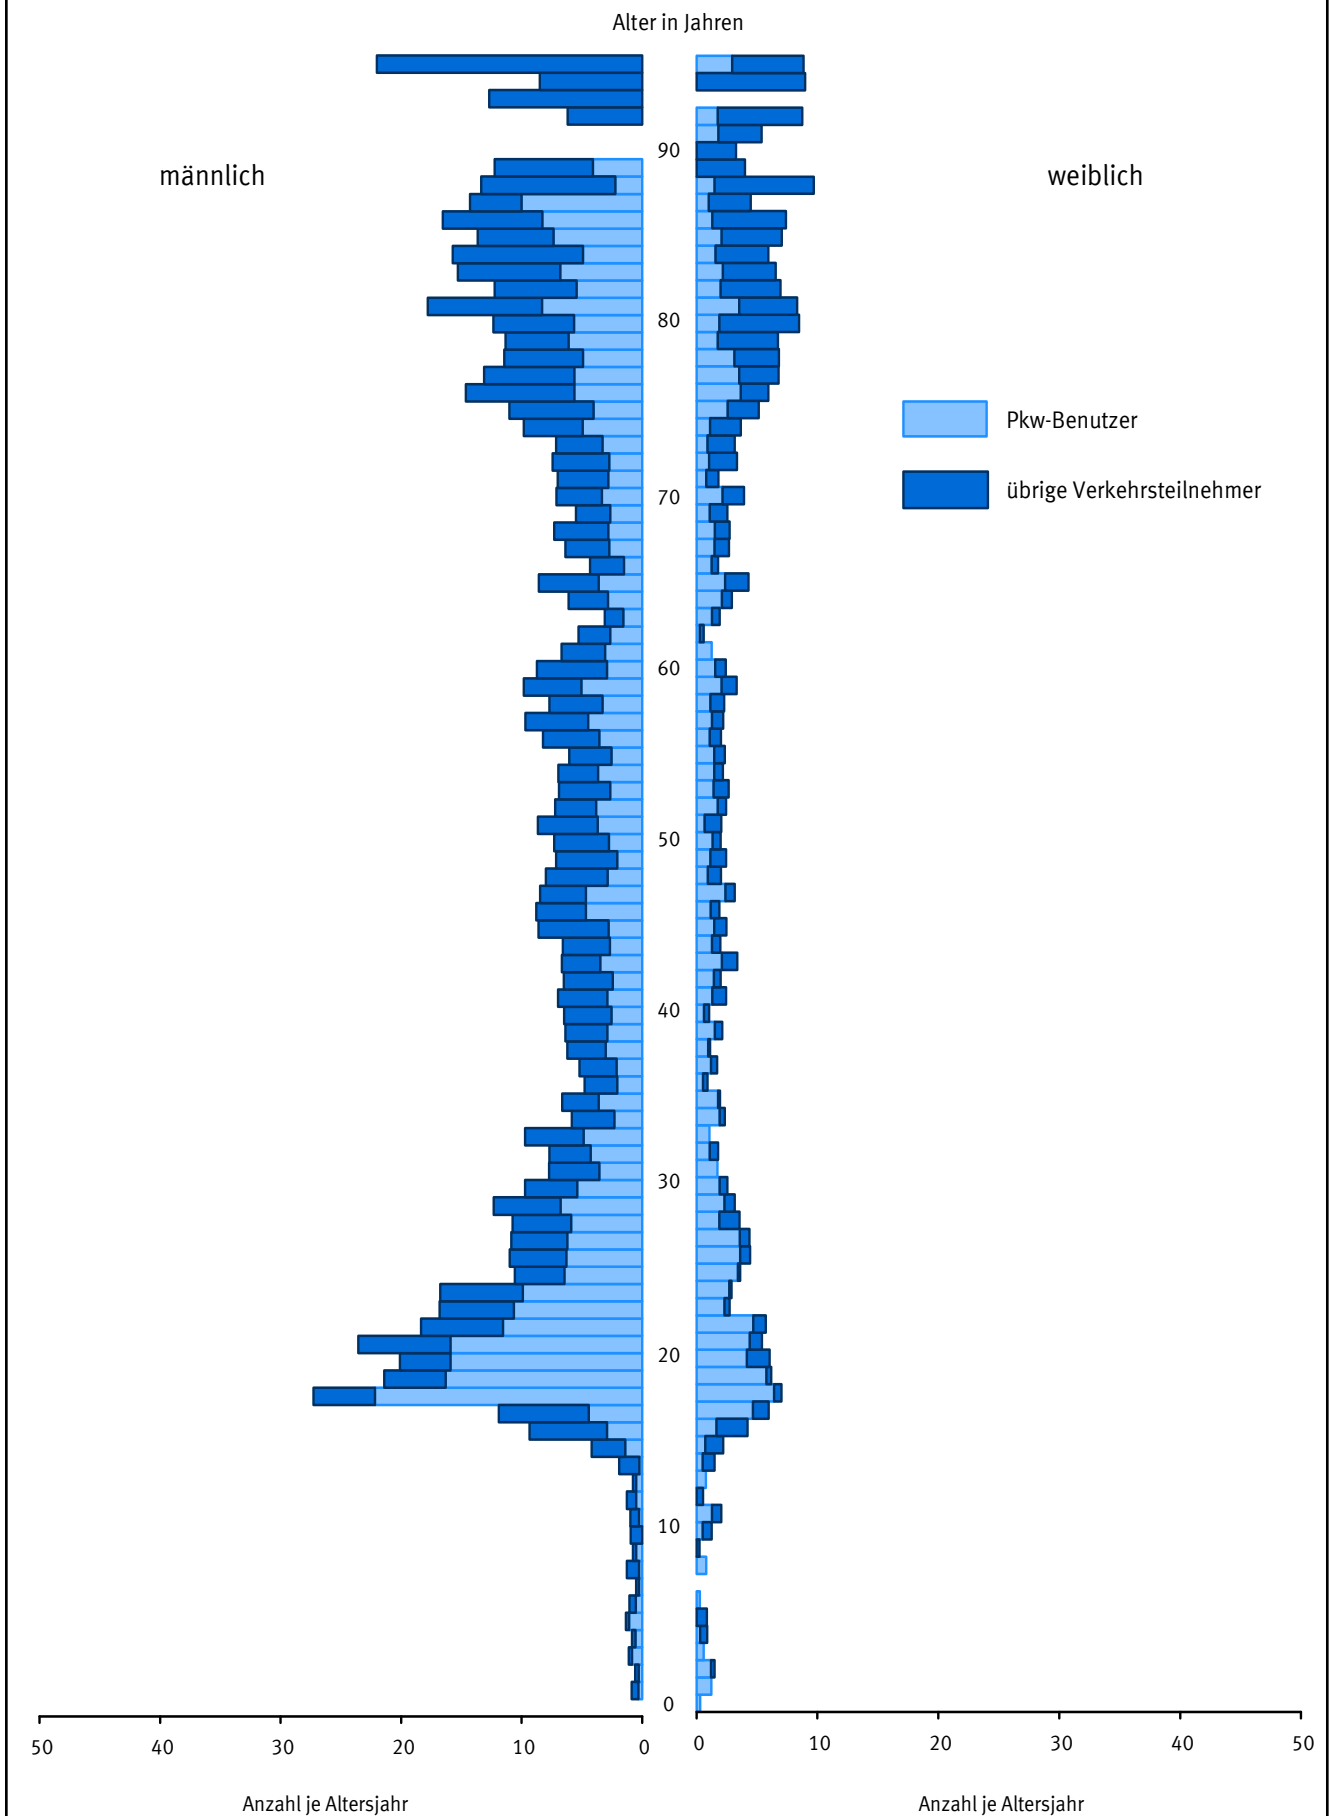 Alter in Jahren
männlich
weiblich
90
80
70
60
50
40
30
20
10
0
Pkw-Benutzer
übrige Verkehrsteilnehmer
50 40 30 20 10 0
0 10 20 30 40 50
Anzahl je Altersjahr
Anzahl je Altersjahr